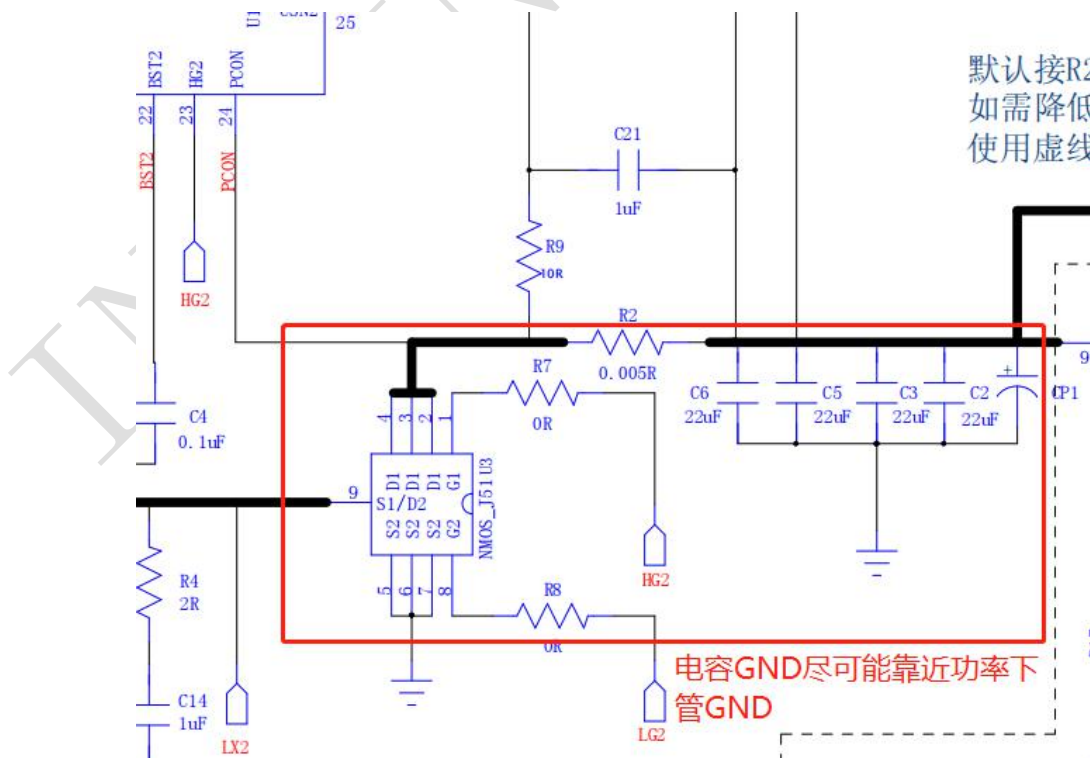 25
BST2
HG2
PCON
22
23
24
BST2
PCON
默认接R2
如需降低
使用虚线
C21
1uF
R9
10R
HG2
R2
0.005R
R7
0R
9
C6
22uF
C5
22uF
C3
22uF
C2
22uF
+
CP1
C4
0.1uF
4
3
2
1
D1
D1
D1
G1
U3
9
S1/D2
NMOS_J51
S2
S2
S2
G2
5
6
7
8
HG2
R4
2R
R8
0R
电容GND尽可能靠近功率下
管GND
C14
1uF
LX2
LG2